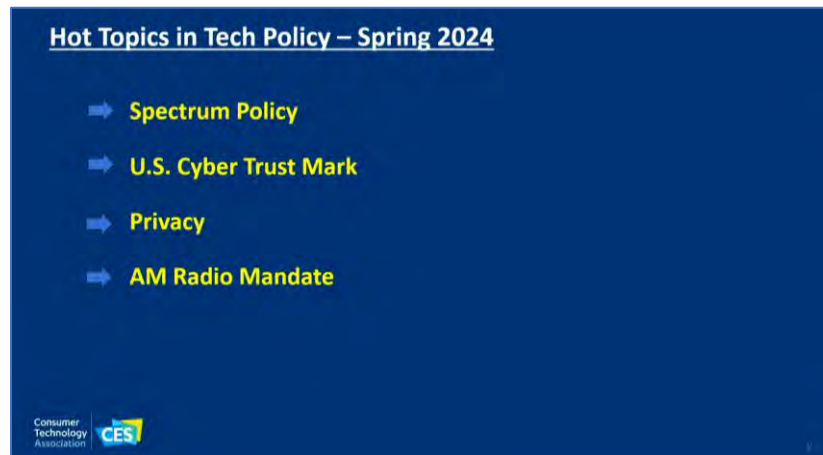 Hot Topics in Tech Policy – Spring 2024
Spectrum Policy
U.S. Cyber Trust Mark
Privacy
AM Radio Mandate
Consumer
Technology
Association
CES